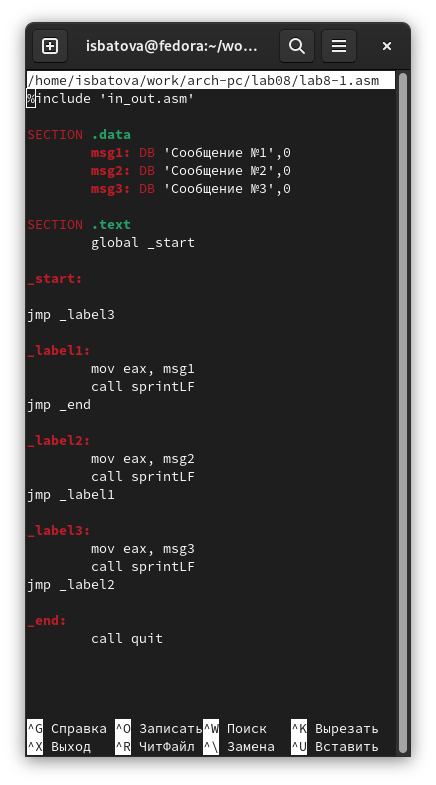 isbatova@fedora:~/wo...
/home/isbatova/work/arch-pc/lab08/lab8-1.asm
%include 'in_out.asm'
SECTION .data
msg1: DB 'Сообщение №1',0
msg2: DB 'Сообщение №2',0
msg3: DB 'Сообщение №3',0
SECTION .text
global _start
_start:
jmp _label3
_label1:
mov eax, msg1
call sprintLF
jmp _end
_label2:
mov eax, msg2
call sprintLF
jmp _label1
_label3:
mov eax, msg3
call sprintLF
jmp _label2
_end:
call quit
^G Справка ^O Записать ^W Поиск ^K Вырезать
^X Выход ^R ЧитФайл ^\ Замена ^U Вставить